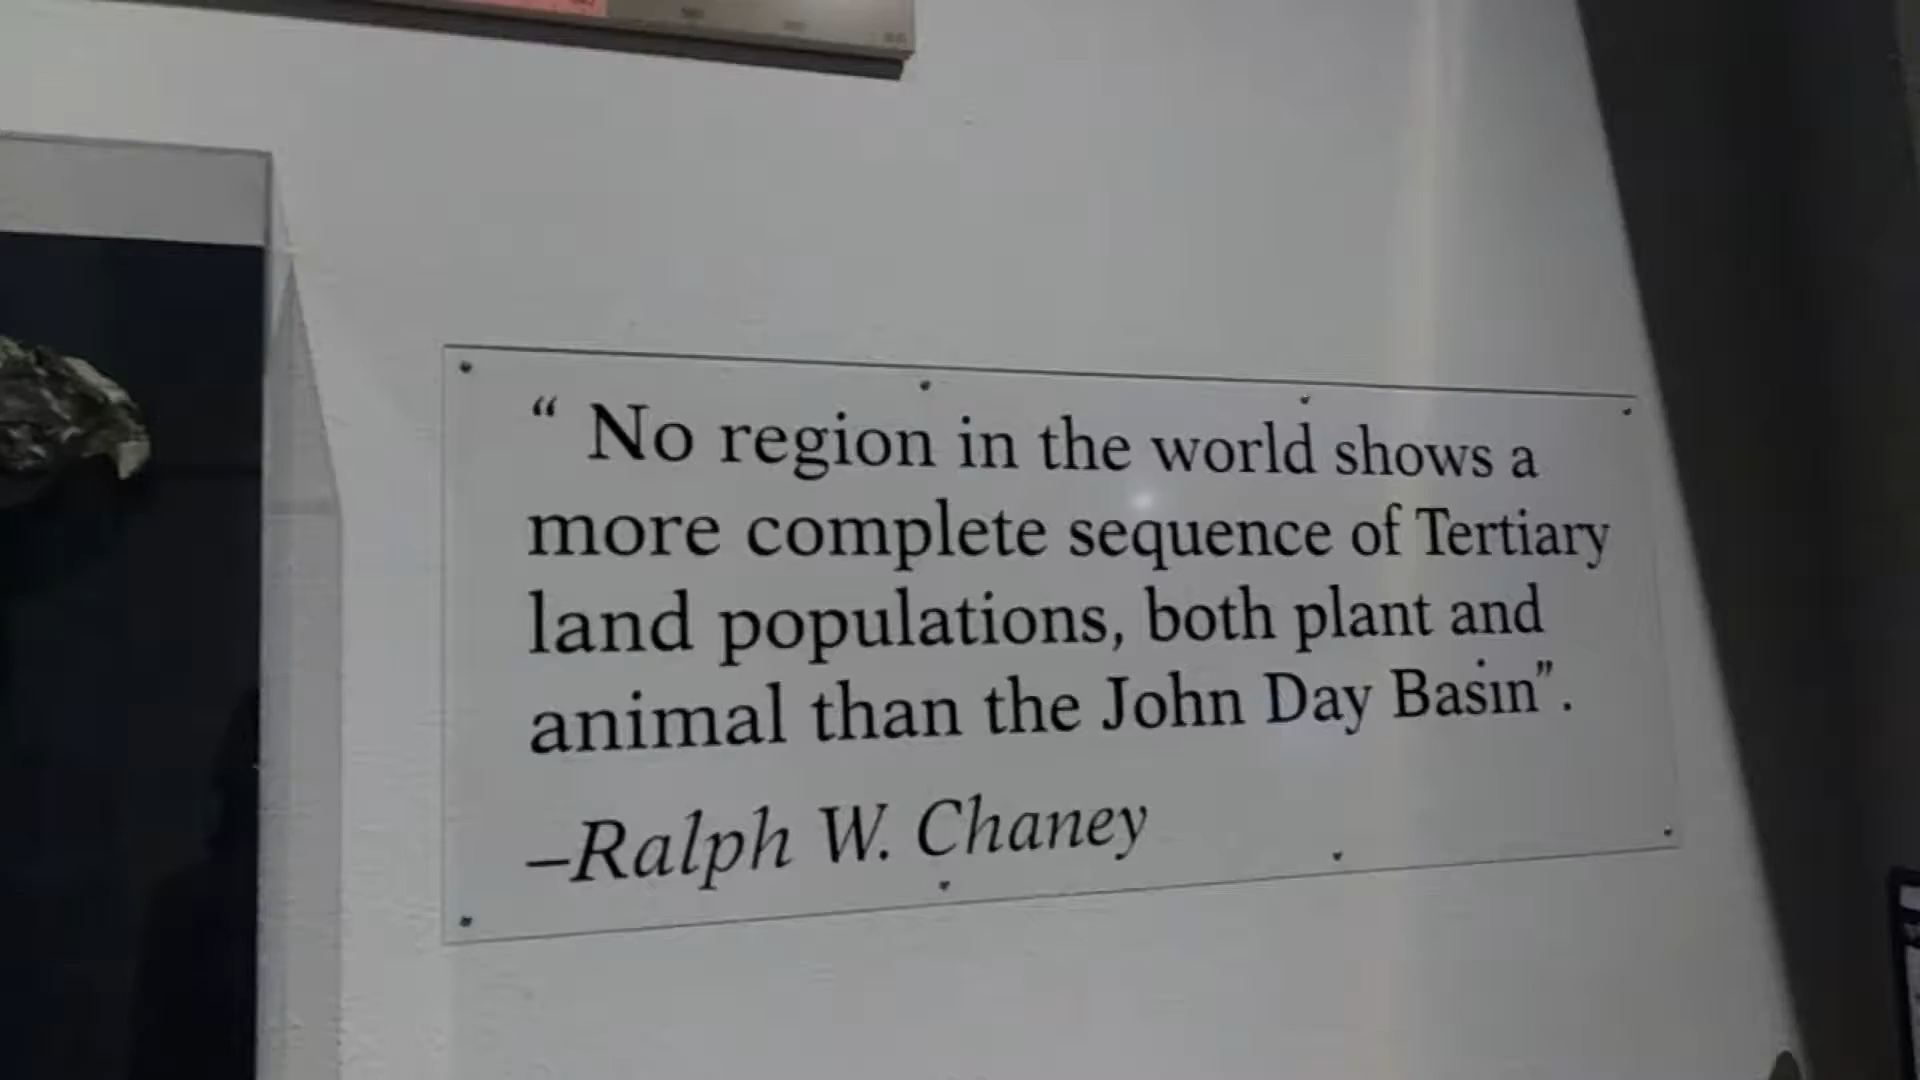 “ No region in the world shows a
more complete sequence of Tertiary
land populations, both plant and
animal than the John Day Basin”.
–Ralph W. Chaney